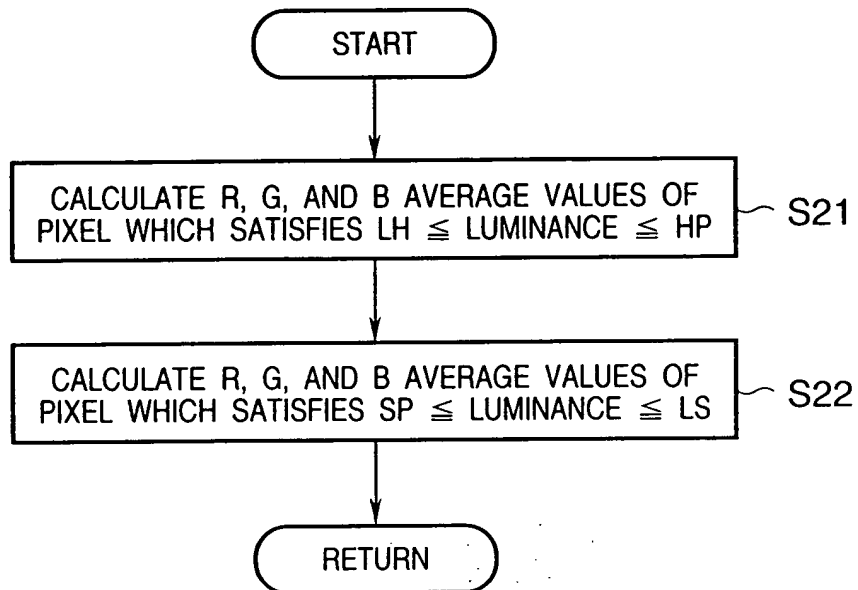 START
CALCULATE R, G, AND B AVERAGE VALUES OF
PIXEL WHICH SATISFIES LH ≦ LUMINANCE ≦ HP
S21
CALCULATE R, G, AND B AVERAGE VALUES OF
PIXEL WHICH SATISFIES SP ≦ LUMINANCE ≦ LS
S22
RETURN